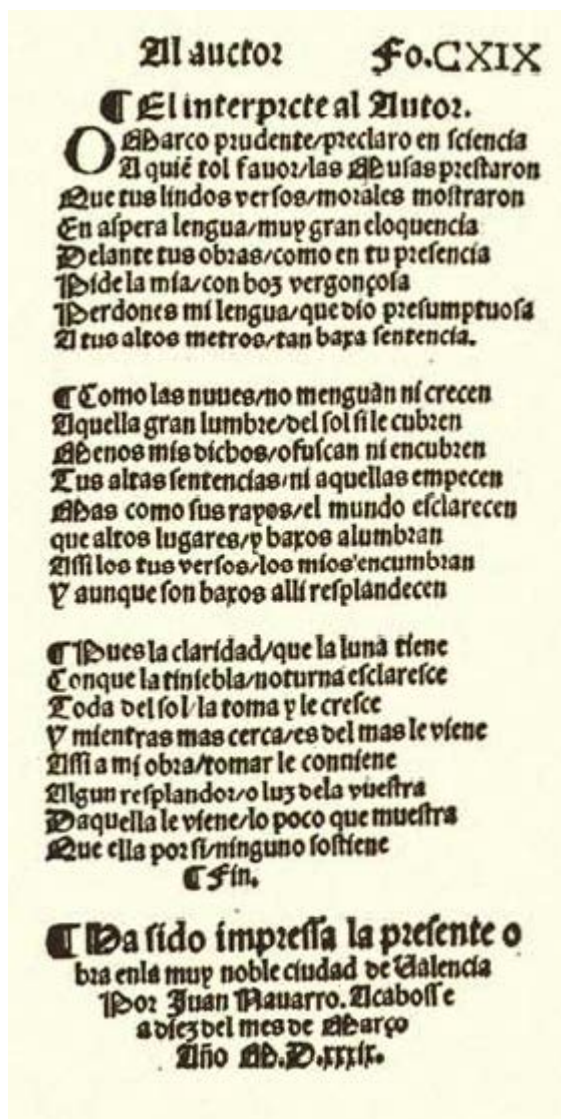 Al auctor Fo.CXIX
¶ El interprete al Autor.
O Marco prudente/preclaro en sciencia
A quiē tol fauor/las Musas prestaron
Que tus lindos versos/morales mostraron
En aspera lengua/muy gran eloquencia
Delante tus obras/como en tu presencia
Pide la mia/con boz vergonçosa
Perdones mi lengua/que dio presumptuosa
A tus altos metros/tan baxa sentencia.
¶ Como las nuues/no menguàn ni crecen
Aquella gran lumbre/del sol si le cubren
Menos mis dichos/ofuscan ni encubren
Tus altas sentencias/ni aquellas empecen
Mas como sus rayos/el mundo esclarecen
que altos lugares/y baxos alumbran
Assi los tus versos/los mios encumbran
Y aunque son baxos alli resplandecen
¶ Pues la claridad/que la lunà tiene
Conque la tiniebla/noturna esclaresce
Toda del sol/la toma y le cresce
Y mientras mas cerca/es del mas le viene
Assi a mi obra/tomar le conuiene
Algun resplandor/o luz dela vuestra
Daquella le viene/lo poco que muestra
Que ella por si/ninguno sostiene
¶ Fin.
¶ Ha sido impressa la presente o
bra enla muy noble ciudad de Ualencia
Por Juan Nauarro. Acabosse
a diez del mes de Março
Año M.D.xxxix.